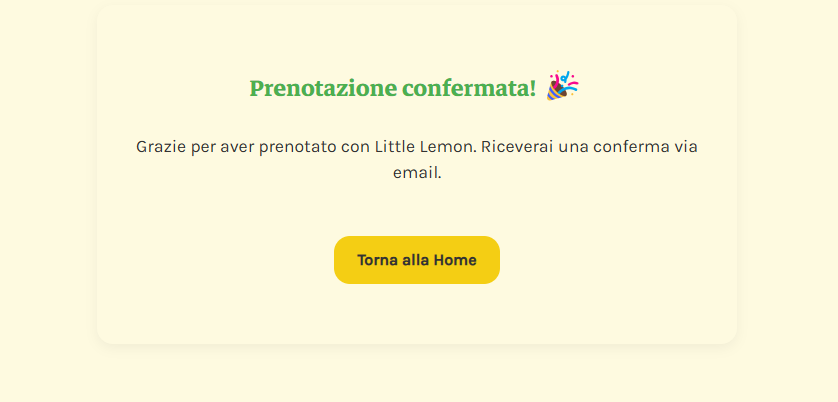 Prenotazione confermata! 🎉
Grazie per aver prenotato con Little Lemon. Riceverai una conferma via
email.
Torna alla Home